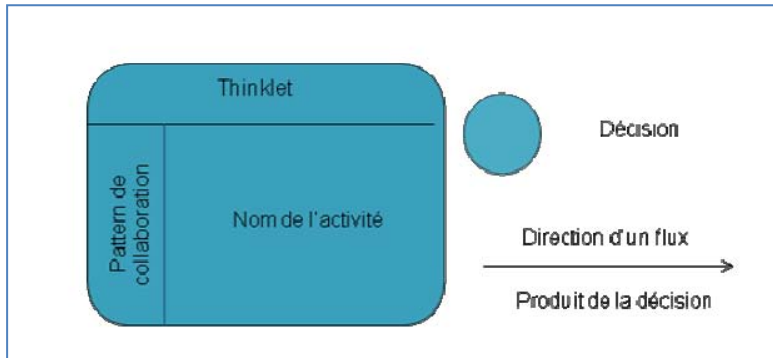 Thinklet
Pattern de
collaboration
Nom de l'activité
Décision
Direction d'un flux
Produit de la décision